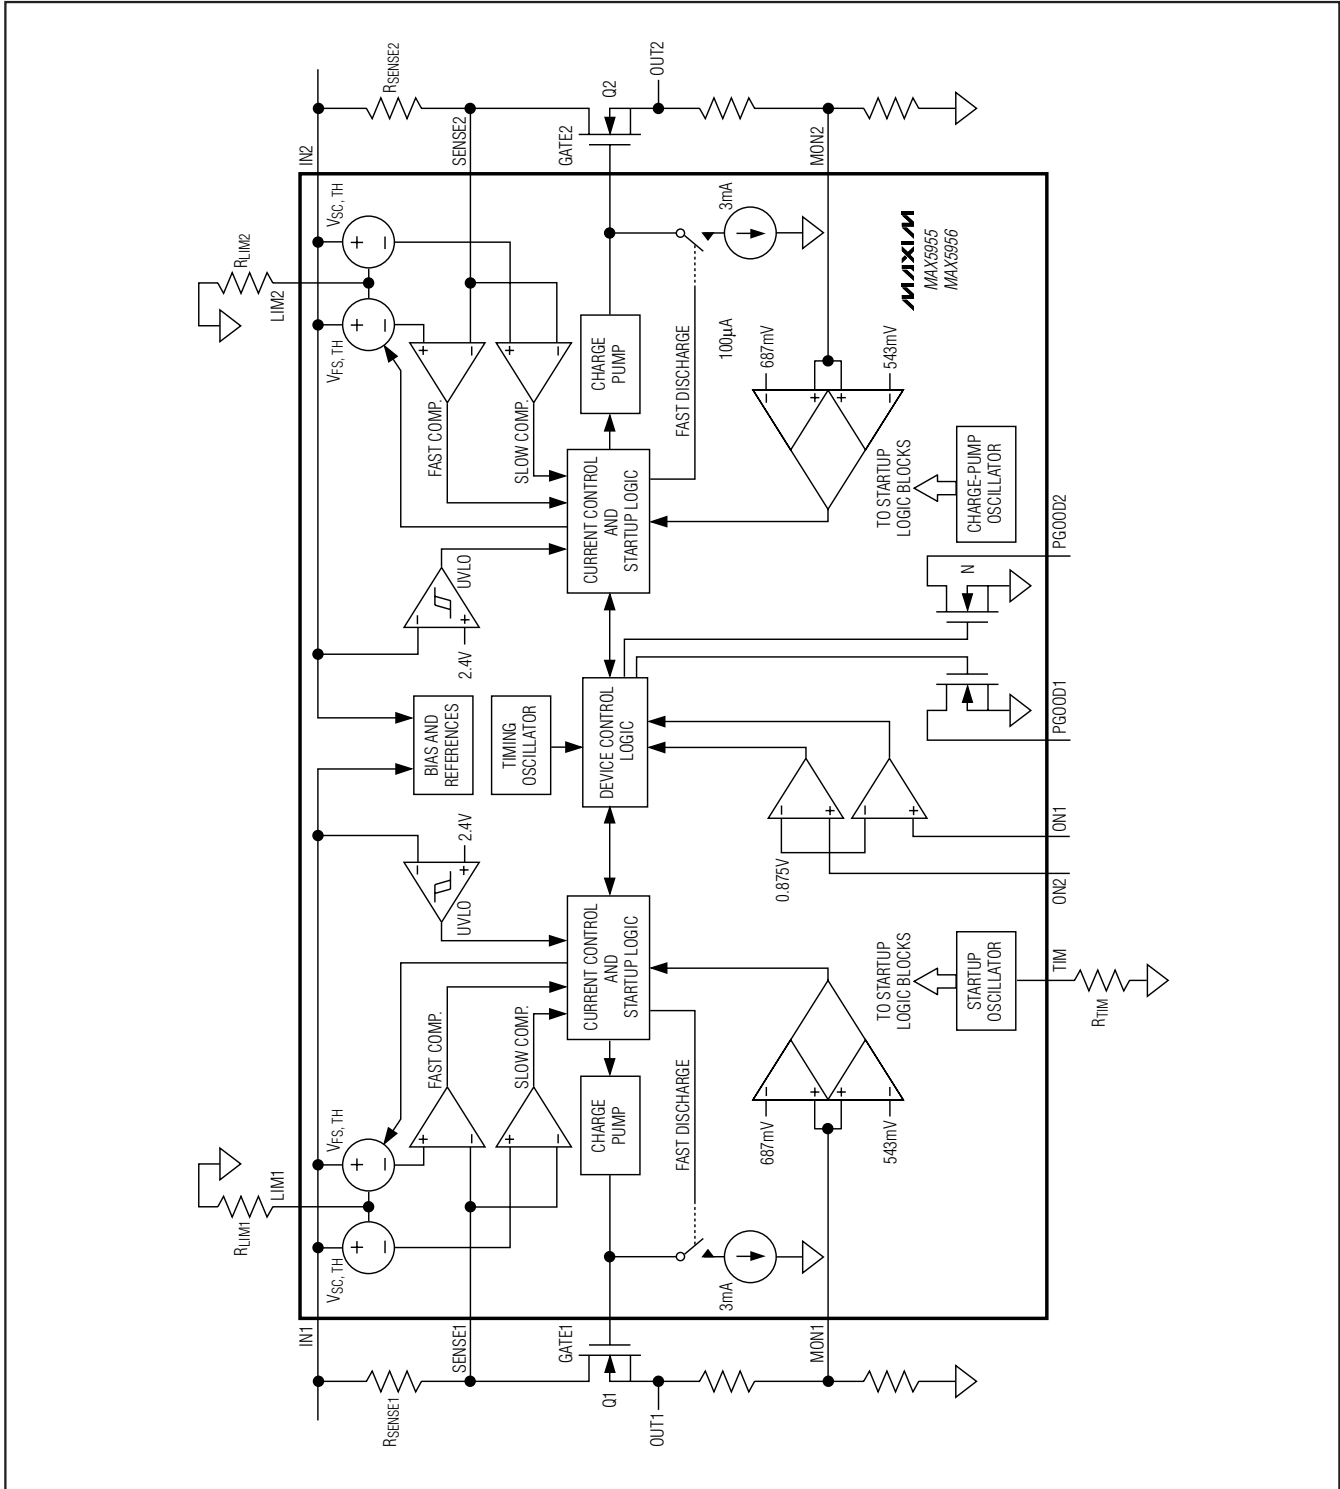 RSENSE1
IN1
VSC, TH
RLIM1
LIM1
VFS, TH
FAST COMP.
SLOW COMP.
SENSE1
GATE1
Q1
OUT1
MON1
CHARGE
PUMP
CURRENT CONTROL
AND
STARTUP LOGIC
FAST DISCHARGE
3mA
687mV
543mV
UVLO
2.4V
BIAS AND
REFERENCES
TIMING
OSCILLATOR
DEVICE CONTROL
LOGIC
0.875V
TO STARTUP
LOGIC BLOCKS
STARTUP
OSCILLATOR
RTIM
TIM
ON2
ON1
PGOOD1
PGOOD2
N
2.4V
UVLO
CURRENT CONTROL
AND
STARTUP LOGIC
TO STARTUP
LOGIC BLOCKS
CHARGE-PUMP
OSCILLATOR
FAST COMP.
SLOW COMP.
CHARGE
PUMP
FAST DISCHARGE
100µA
3mA
687mV
543mV
VFS, TH
LIM2
RLIM2
VSC, TH
IN2
RSENSE2
SENSE2
GATE2
Q2
OUT2
MON2
MAXIM
MAX5955
MAX5956